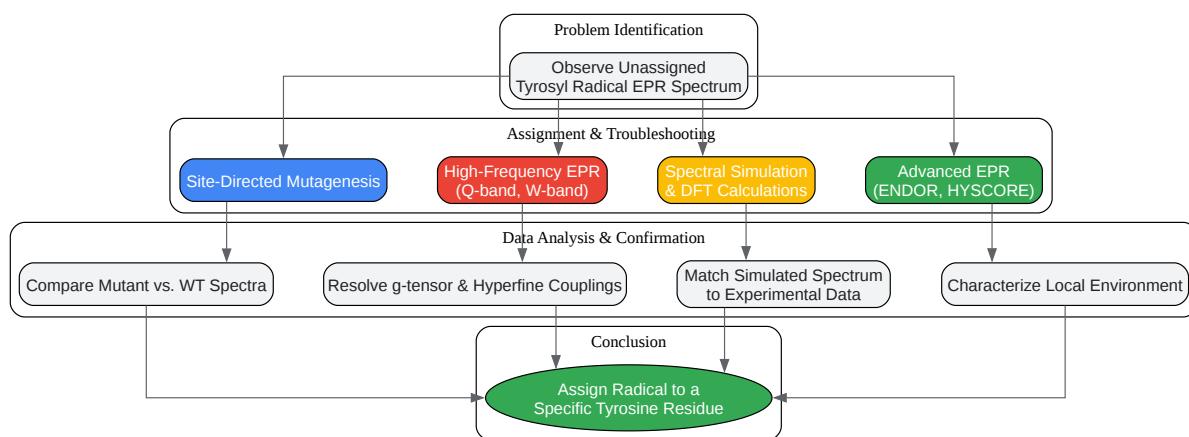 Problem Identification
Observe Unassigned
Tyrosyl Radical EPR Spectrum
Assignment & Troubleshooting
Site-Directed Mutagenesis
High-Frequency EPR
(Q-band, W-band)
Spectral Simulation
& DFT Calculations
Advanced EPR
(ENDOR, HYSCORE)
Data Analysis & Confirmation
Compare Mutant vs. WT Spectra
Resolve g-tensor & Hyperfine Couplings
Match Simulated Spectrum
to Experimental Data
Characterize Local Environment
Conclusion
Assign Radical to a
Specific Tyrosine Residue